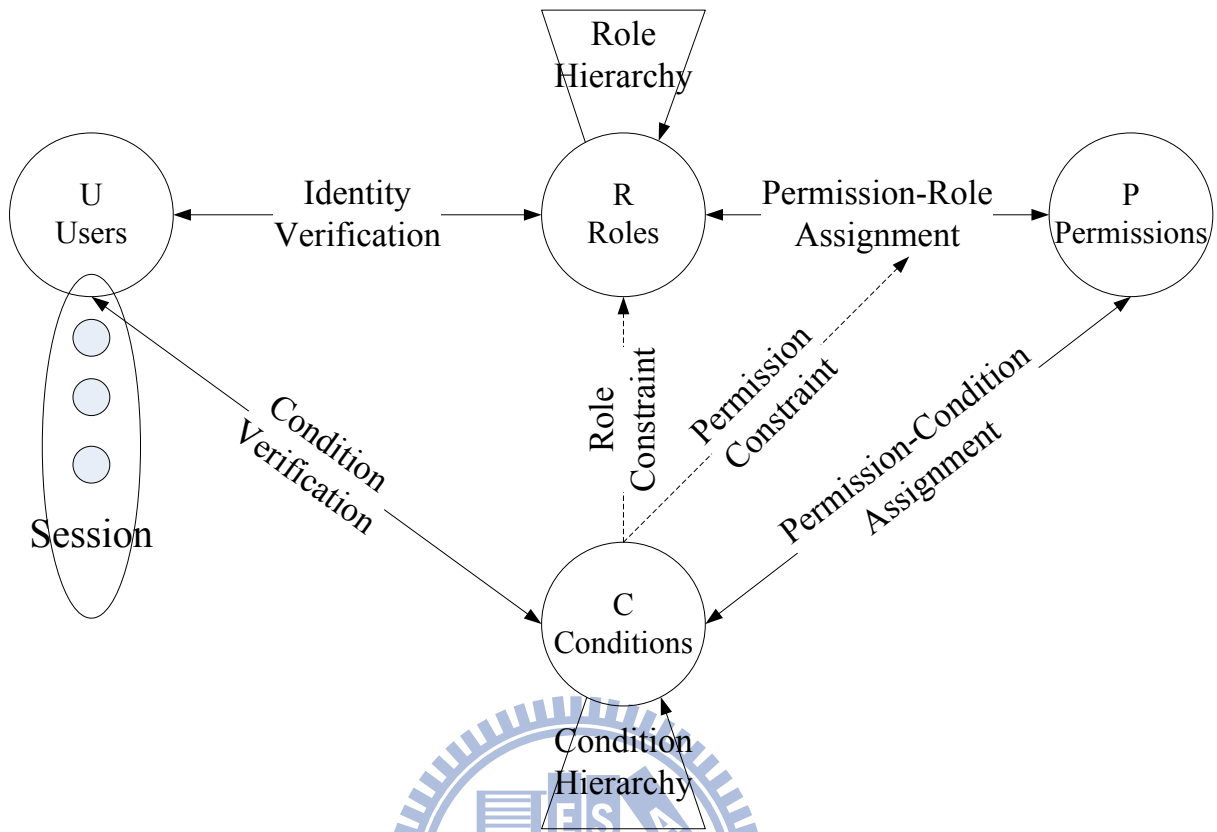 Role
Hierarchy
U
Users
Identity
Verification
R
Roles
Permission-Role
Assignment
P
Permissions
Session
Condition
Verification
Role
Constraint
Permission
Constraint
Permission-Condition
Assignment
C
Conditions
Condition
Hierarchy
ES